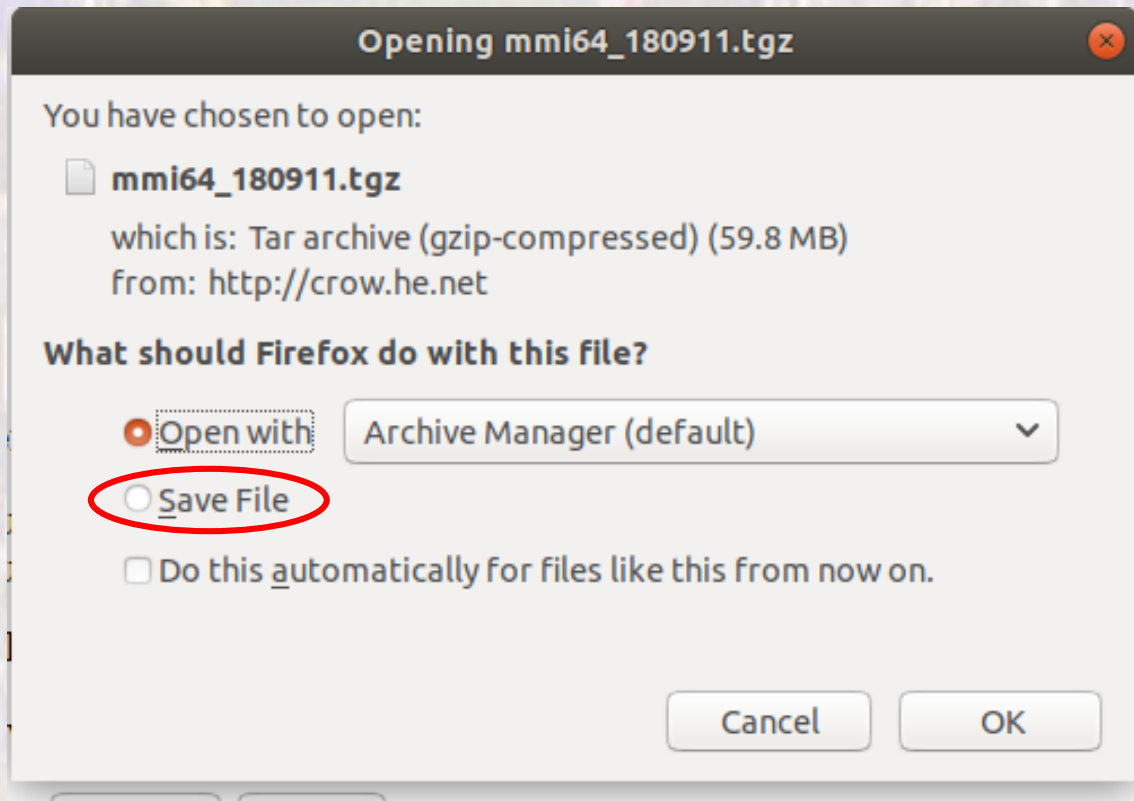 Opening mmi64_180911.tgz
You have chosen to open:
mmi64_180911.tgz
which is: Tar archive (gzip-compressed) (59.8 MB)
from: http://crow.he.net
What should Firefox do with this file?
Open with Archive Manager (default)
Save File
Do this automatically for files like this from now on.
Cancel OK